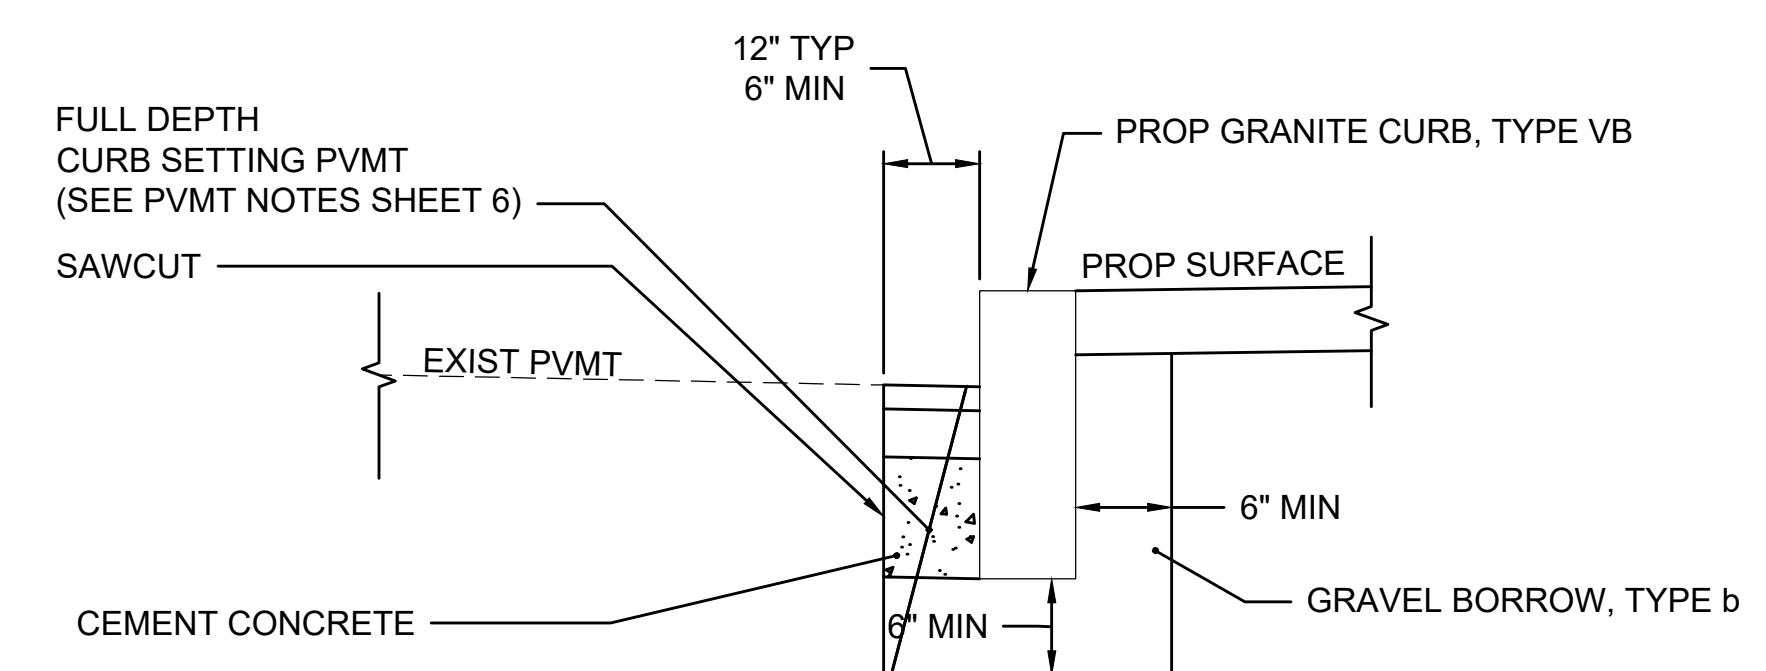 12" TYP
6" MIN
FULL DEPTH
CURB SETTING PVMT
(SEE PVMT NOTES SHEET 6)
PROP GRANITE CURB, TYPE VB
SAWCUT
PROP SURFACE
EXIST PVMT
6" MIN
GRAVEL BORROW, TYPE b
CEMENT CONCRETE
6" MIN